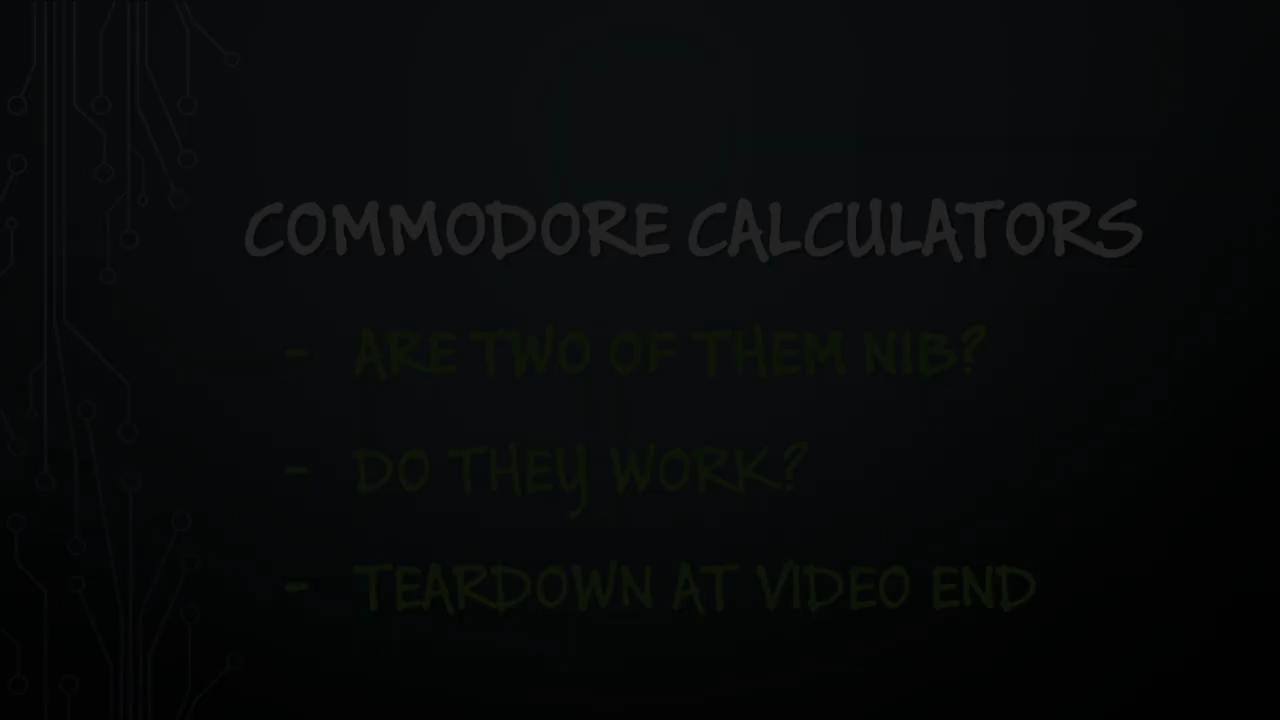 COMMODORE CALCULATORS
- ARE TWO OF THEM NIB?
- DO THEY WORK?
- TEARDOWN AT VIDEO END